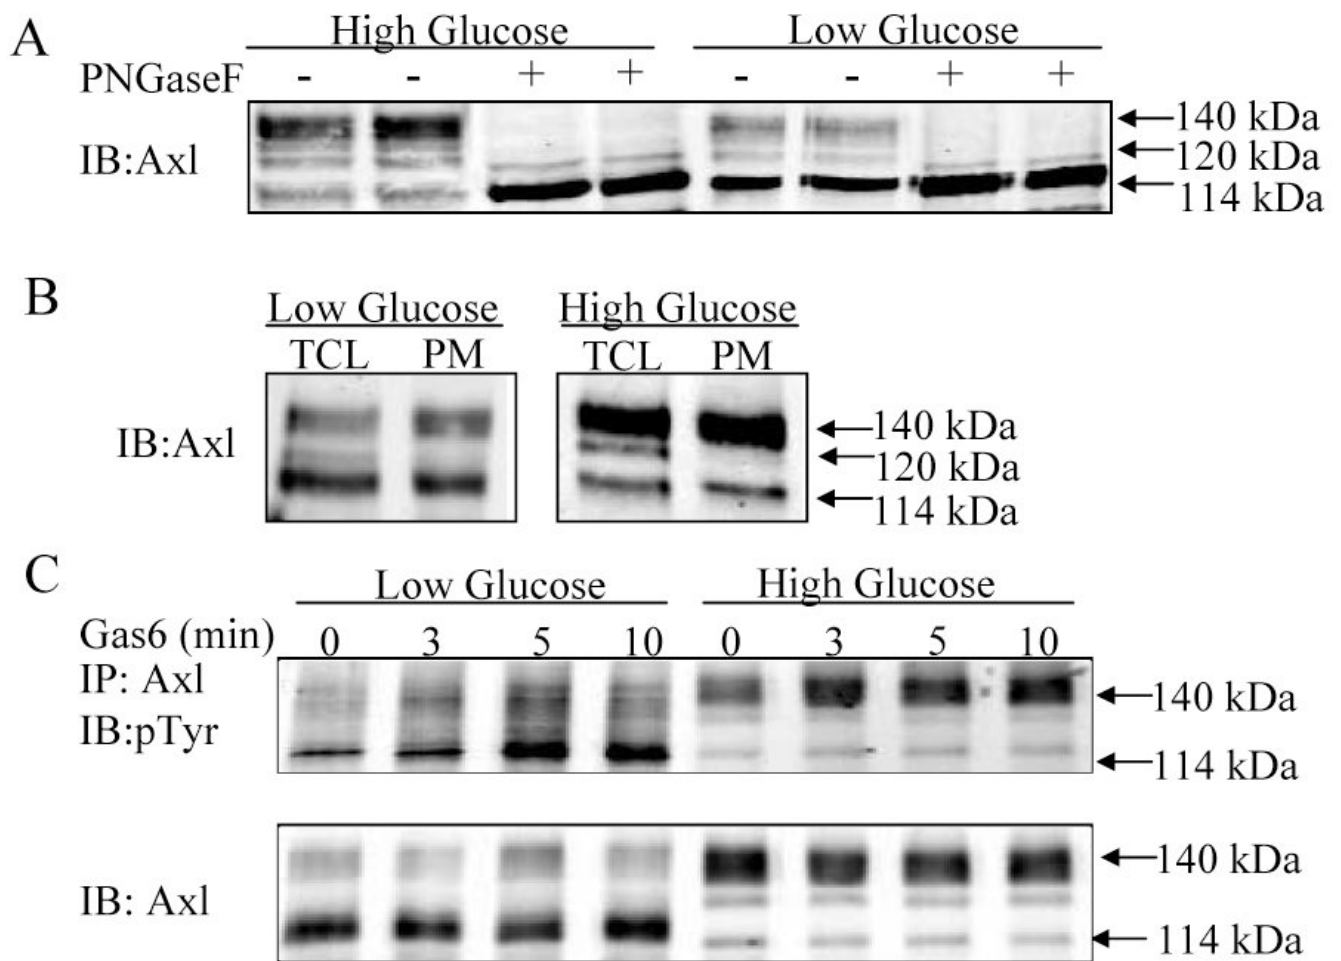 A
High Glucose Low Glucose
PNGaseF - - + + - - + +
IB:Axl
140 kDa
120 kDa
114 kDa
B
Low Glucose High Glucose
TCL PM TCL PM
IB:Axl
140 kDa
120 kDa
114 kDa
C
Low Glucose High Glucose
Gas6 (min) 0 3 5 10 0 3 5 10
IP: Axl
IB:pTyr
140 kDa
114 kDa
IB: Axl
140 kDa
114 kDa